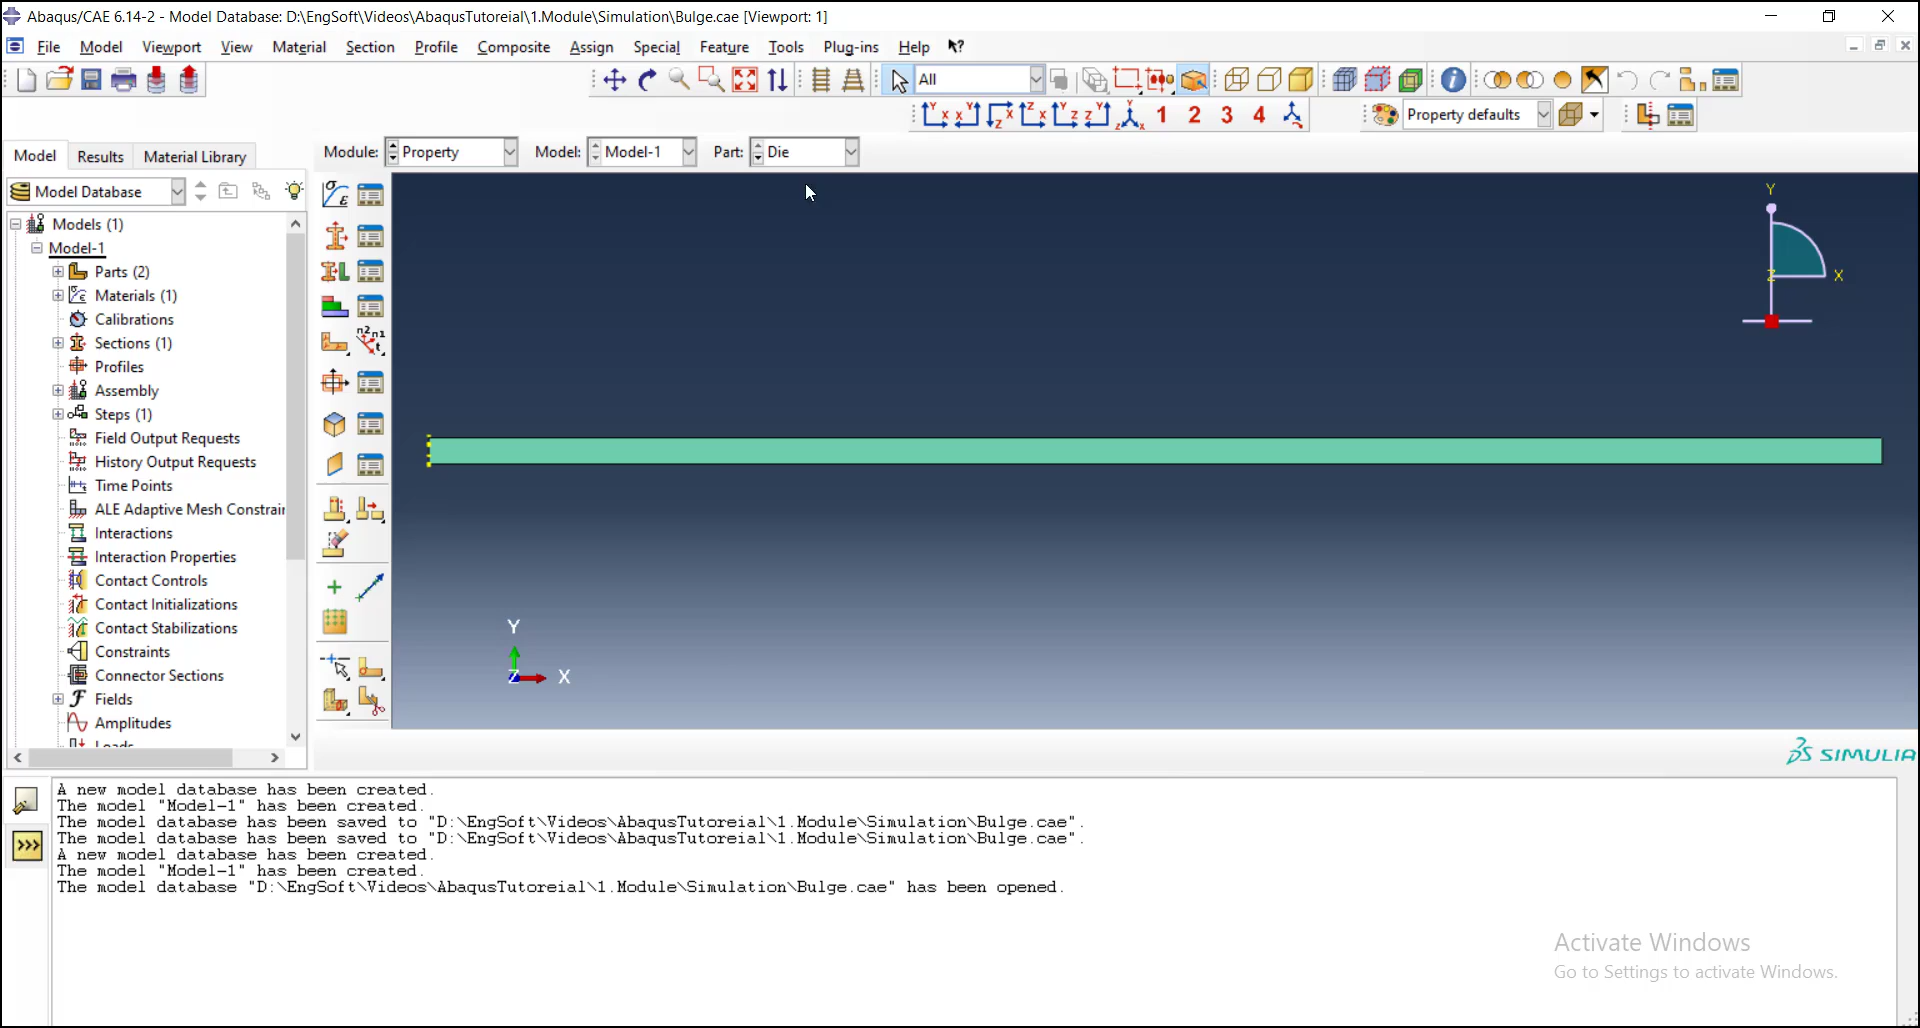 Abaqus/CAE 6.14-2 - Model Database: D:\EngSoft\Videos\AbaqusTutoreial\1.Module\Simulation\Bulge.cae [Viewport: 1]
File Model Viewport View Material Section Profile Composite Assign Special Feature Tools Plug-ins Help
All
1 2 3 4
Property defaults
Model Results Material Library
Module: Property Model: Model-1 Part: Die
Model Database
Models (1)
Model-1
Parts (2)
Materials (1)
Calibrations
Sections (1)
Profiles
Assembly
Steps (1)
Field Output Requests
History Output Requests
Time Points
ALE Adaptive Mesh Constrair
Interactions
Interaction Properties
Contact Controls
Contact Initializations
Contact Stabilizations
Constraints
Connector Sections
Fields
Amplitudes
Loads
Y
Z
X
Y
Z
X
SIMULIA
A new model database has been created.
The model "Model-1" has been created.
The model database has been saved to "D:\EngSoft\Videos\AbaqusTutoreial\1.Module\Simulation\Bulge.cae".
The model database has been saved to "D:\EngSoft\Videos\AbaqusTutoreial\1.Module\Simulation\Bulge.cae".
A new model database has been created.
The model "Model-1" has been created.
The model database "D:\EngSoft\Videos\AbaqusTutoreial\1.Module\Simulation\Bulge.cae" has been opened.
Activate Windows
Go to Settings to activate Windows.